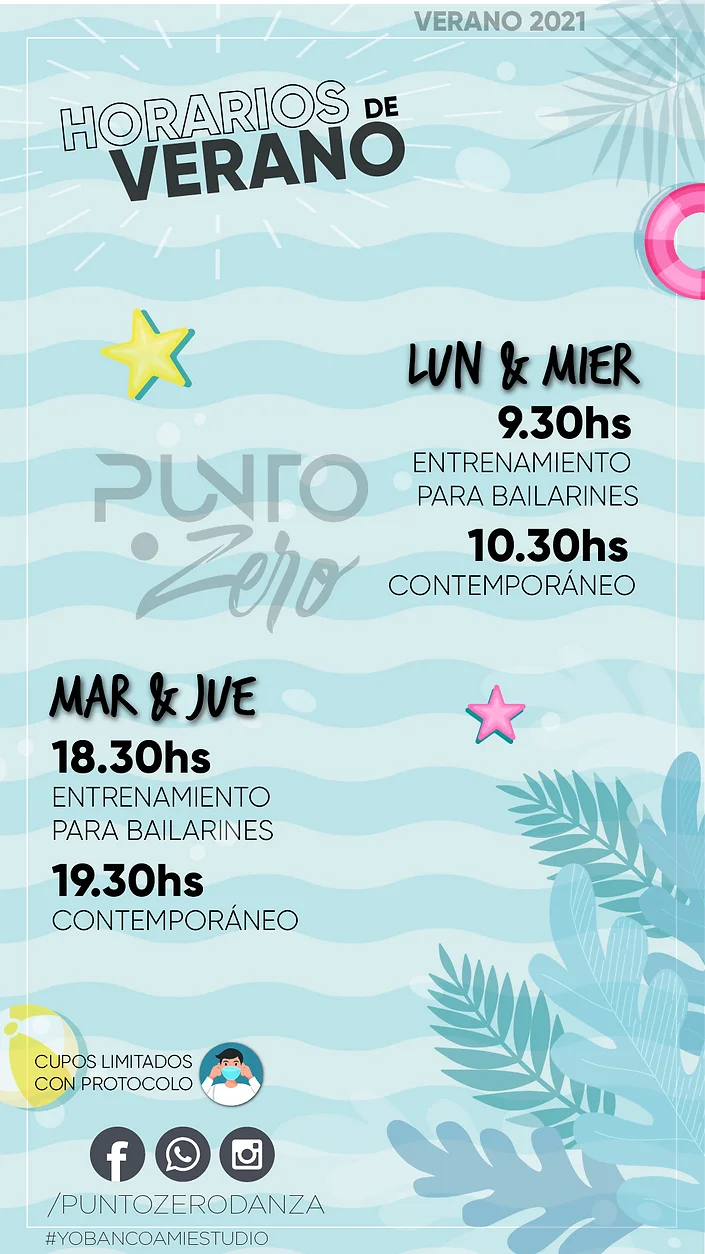 VERANO 2021
HORARIOS DE
VERANO
LUN & MIER
9.30hs
ENTRENAMIENTO
PARA BAILARINES
10.30hs
CONTEMPORÁNEO
PUNTO
.Zero
MAR & JUE
18.30hs
ENTRENAMIENTO
PARA BAILARINES
19.30hs
CONTEMPORÁNEO
CUPOS LIMITADOS
CON PROTOCOLO
/PUNTOZERODANZA
#YOBANCOAMIESTUDIO